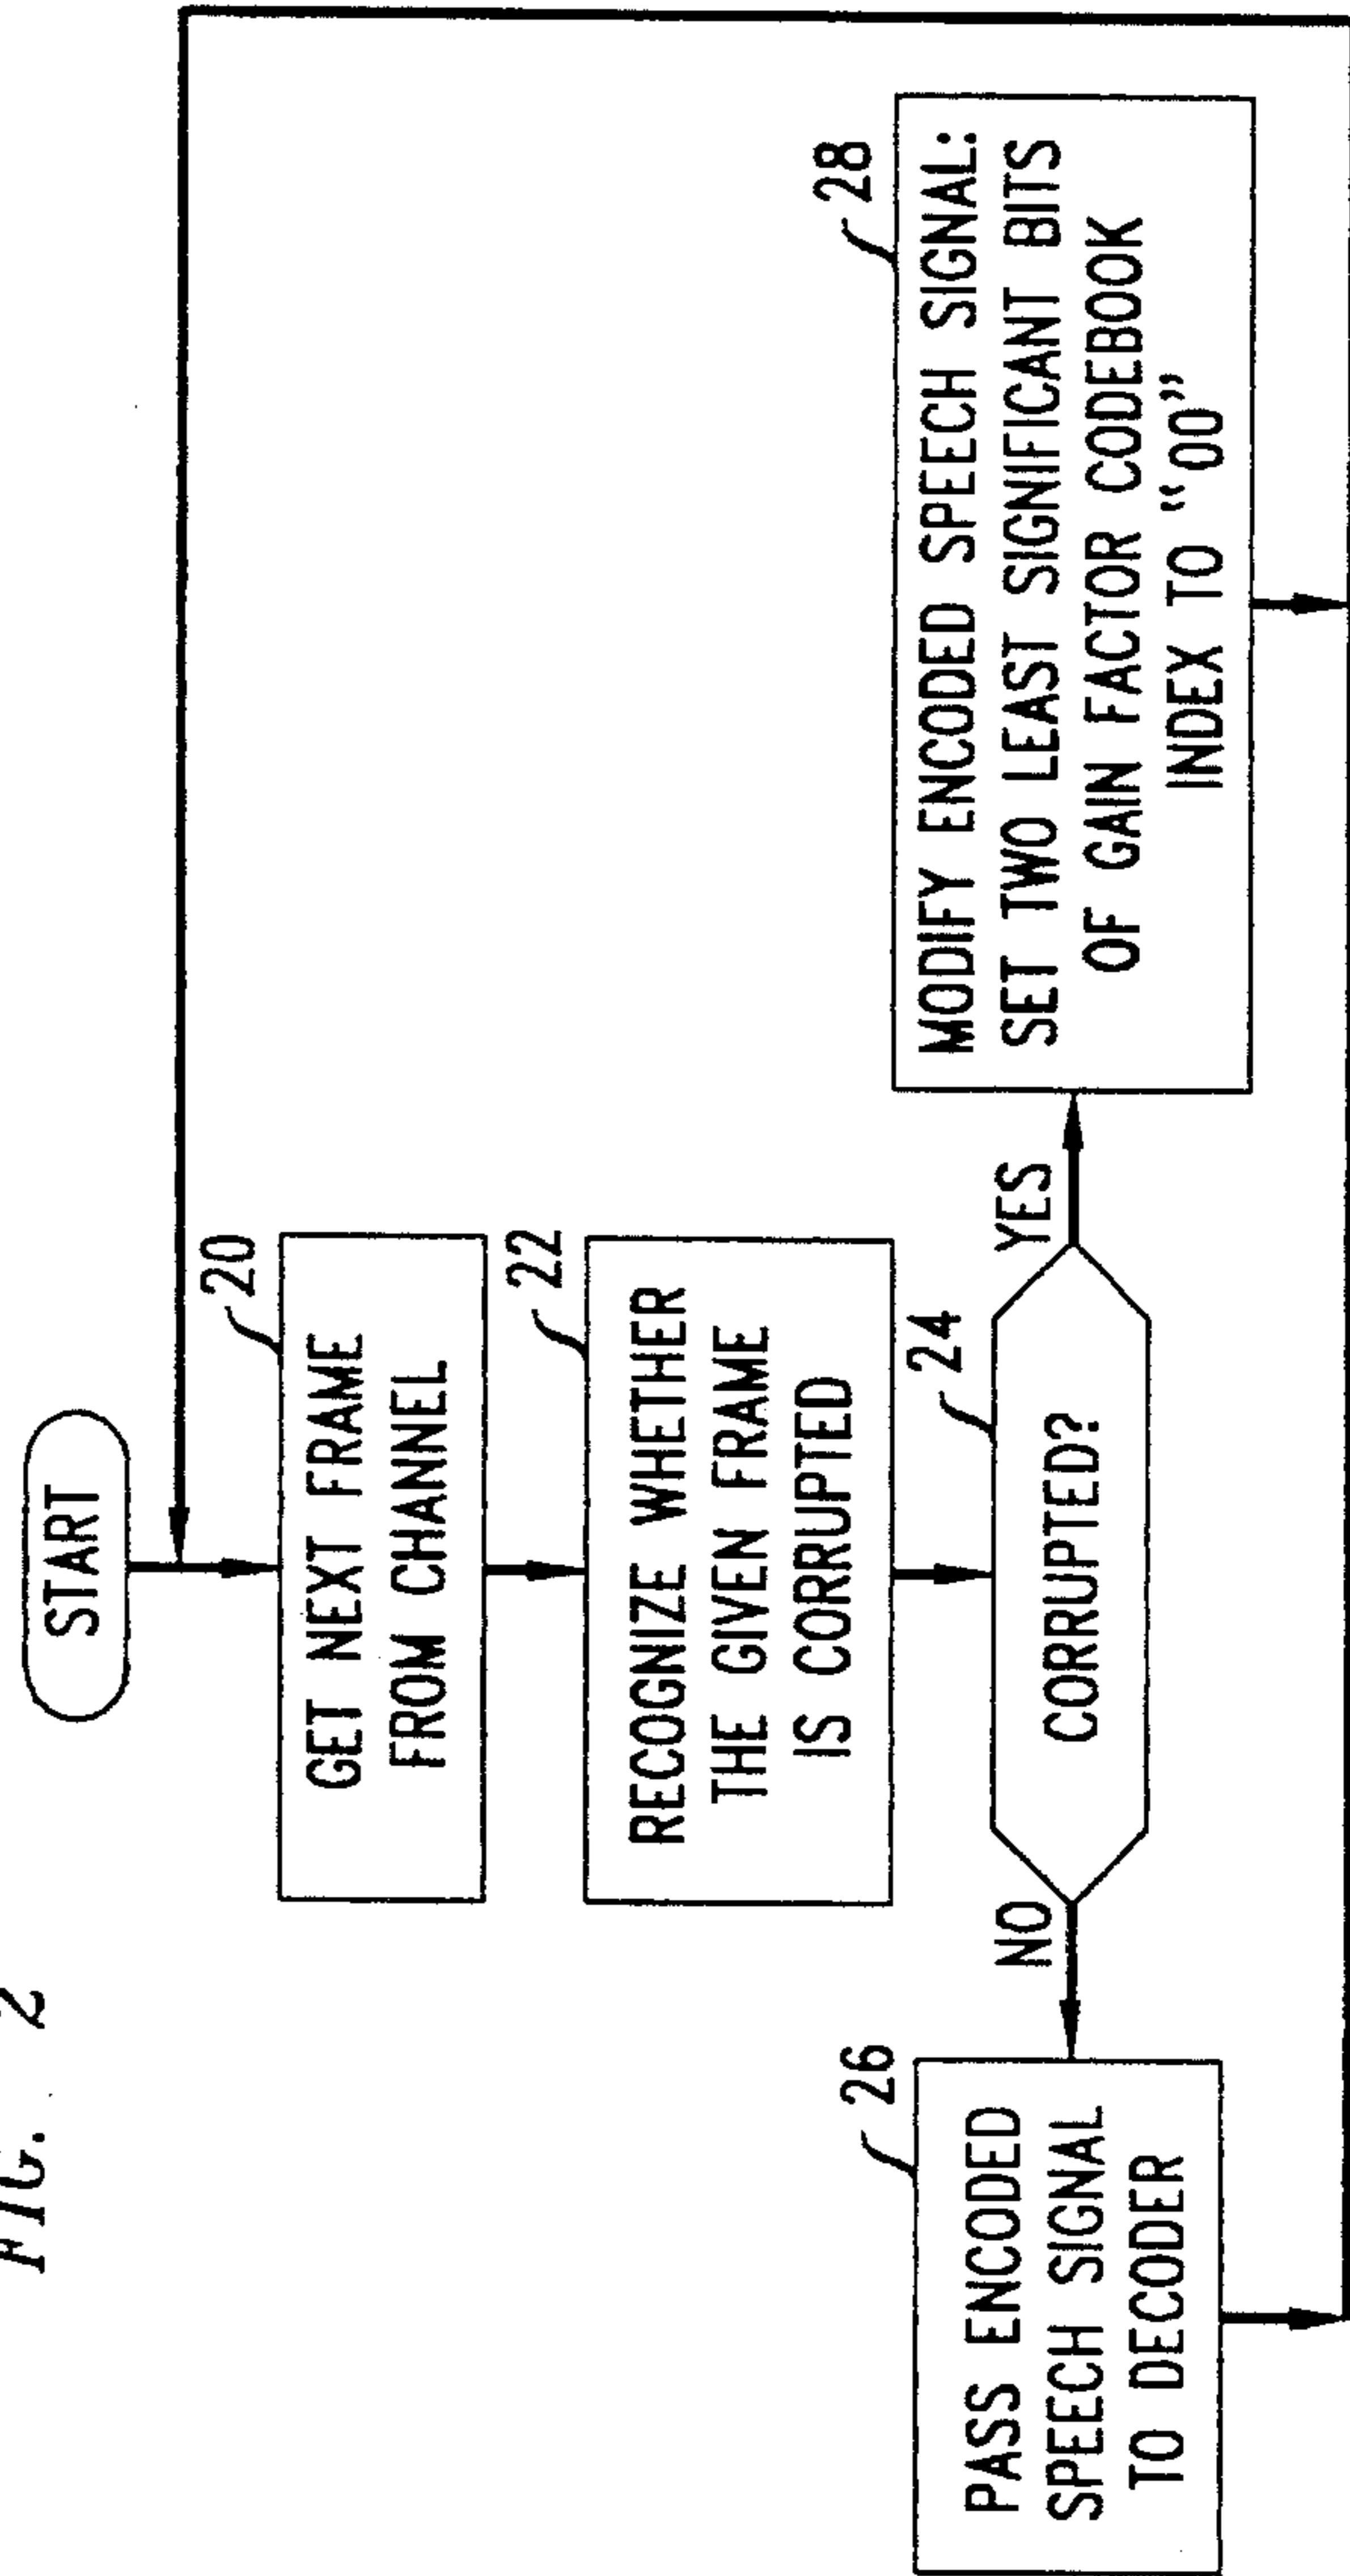 FIG. 2
START
20
GET NEXT FRAME
FROM CHANNEL
22
RECOGNIZE WHETHER
THE GIVEN FRAME
IS CORRUPTED
24
CORRUPTED?
NO
YES
26
PASS ENCODED
SPEECH SIGNAL
TO DECODER
28
MODIFY ENCODED SPEECH SIGNAL:
SET TWO LEAST SIGNIFICANT BITS
OF GAIN FACTOR CODEBOOK
INDEX TO “00”